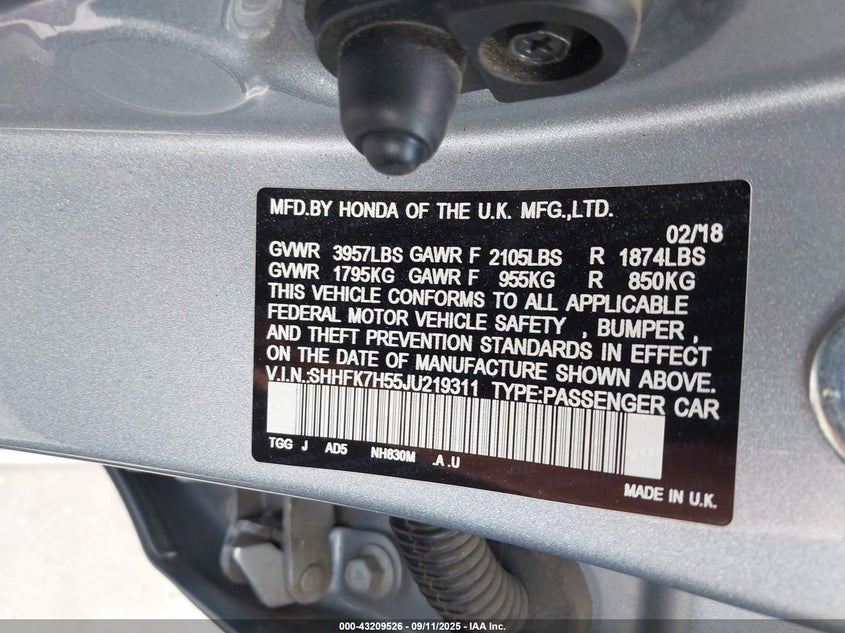 MFD.BY HONDA OF THE U.K. MFG.,LTD.
02/'18
GVWR 3957LBS GAWR F 2105LBS R 1874LBS
GVWR 1795KG GAWR F 955KG R 850KG
THIS VEHICLE CONFORMS TO ALL APPLICABLE
FEDERAL MOTOR VEHICLE SAFETY , BUMPER ,
AND THEFT PREVENTION STANDARDS IN EFFECT
ON THE DATE OF MANUFACTURE SHOWN ABOVE.
V.I.N.:SHHFK7H55JU219311 TYPE:PASSENGER CAR
TGG J AD5 NH830M .A .U
MADE IN U.K.
000-43209526 - 09/11/2025 - IAA Inc.